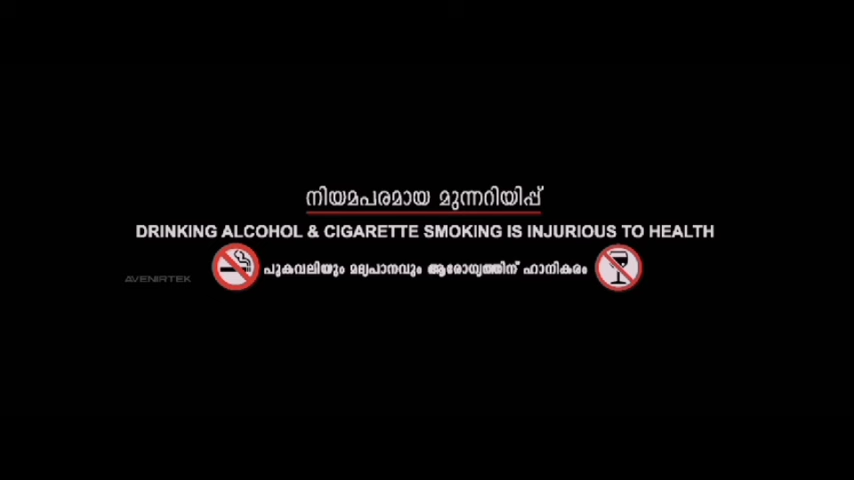 നിയമപരമായ മുന്നറിയിപ്പ്
DRINKING ALCOHOL & CIGARETTE SMOKING IS INJURIOUS TO HEALTH
പുകവലിയും മദ്യപാനവും ആരോഗ്യത്തിന് ഹാനികരം
AVENIRTEK